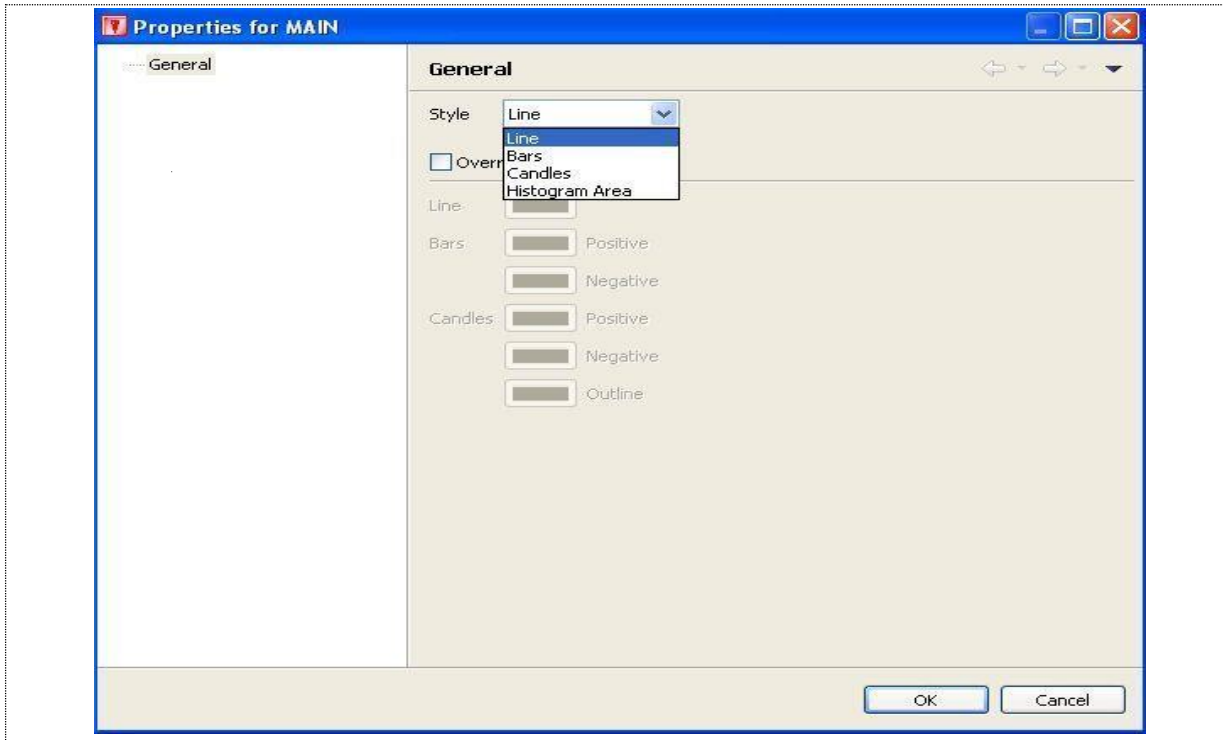 Properties for MAIN
General
General
Style Line
Line
Bars
Candles
Histogram Area
Line
Bars Positive
Negative
Candles Positive
Negative
Outline
OK Cancel